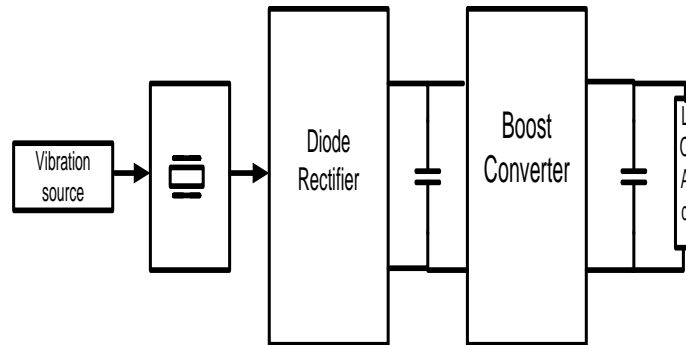 Vibration
source
Diode
Rectifier
Boost
Converter